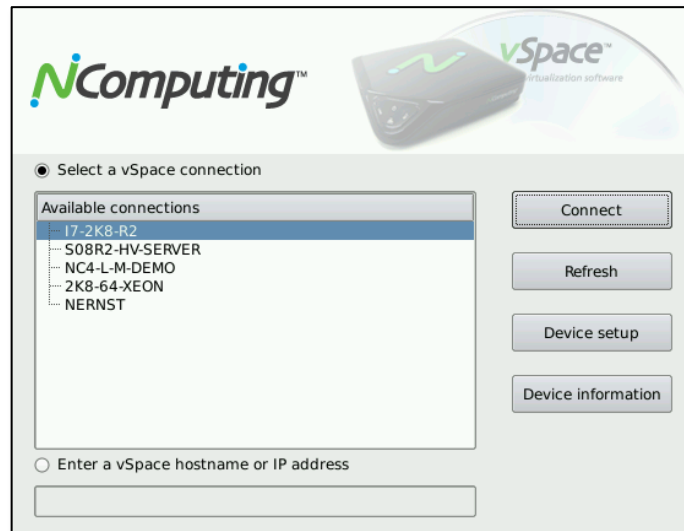 NComputing™
vSpace™
virtualization software
Select a vSpace connection
Available connections
I7-2K8-R2
S08R2-HV-SERVER
NC4-L-M-DEMO
2K8-64-XEON
NERNST
Connect
Refresh
Device setup
Device information
Enter a vSpace hostname or IP address